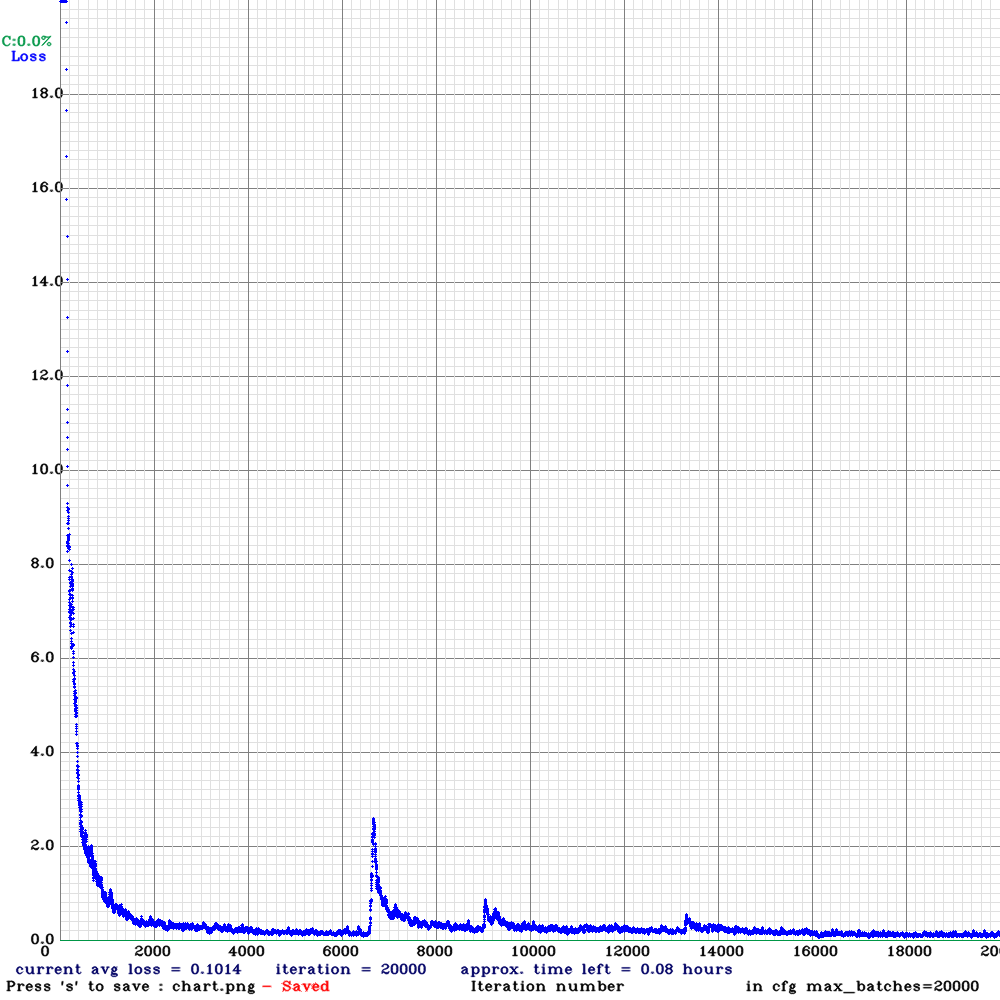 C:0.0%
Loss
18.0
16.0
14.0
12.0
10.0
8.0
6.0
4.0
2.0
0.0
0 2000 4000 6000 8000 10000 12000 14000 16000 18000 20
current avg loss = 0.1014 iteration = 20000 approx. time left = 0.08 hours
Press 's' to save : chart.png - Saved Iteration number in cfg max_batches=20000